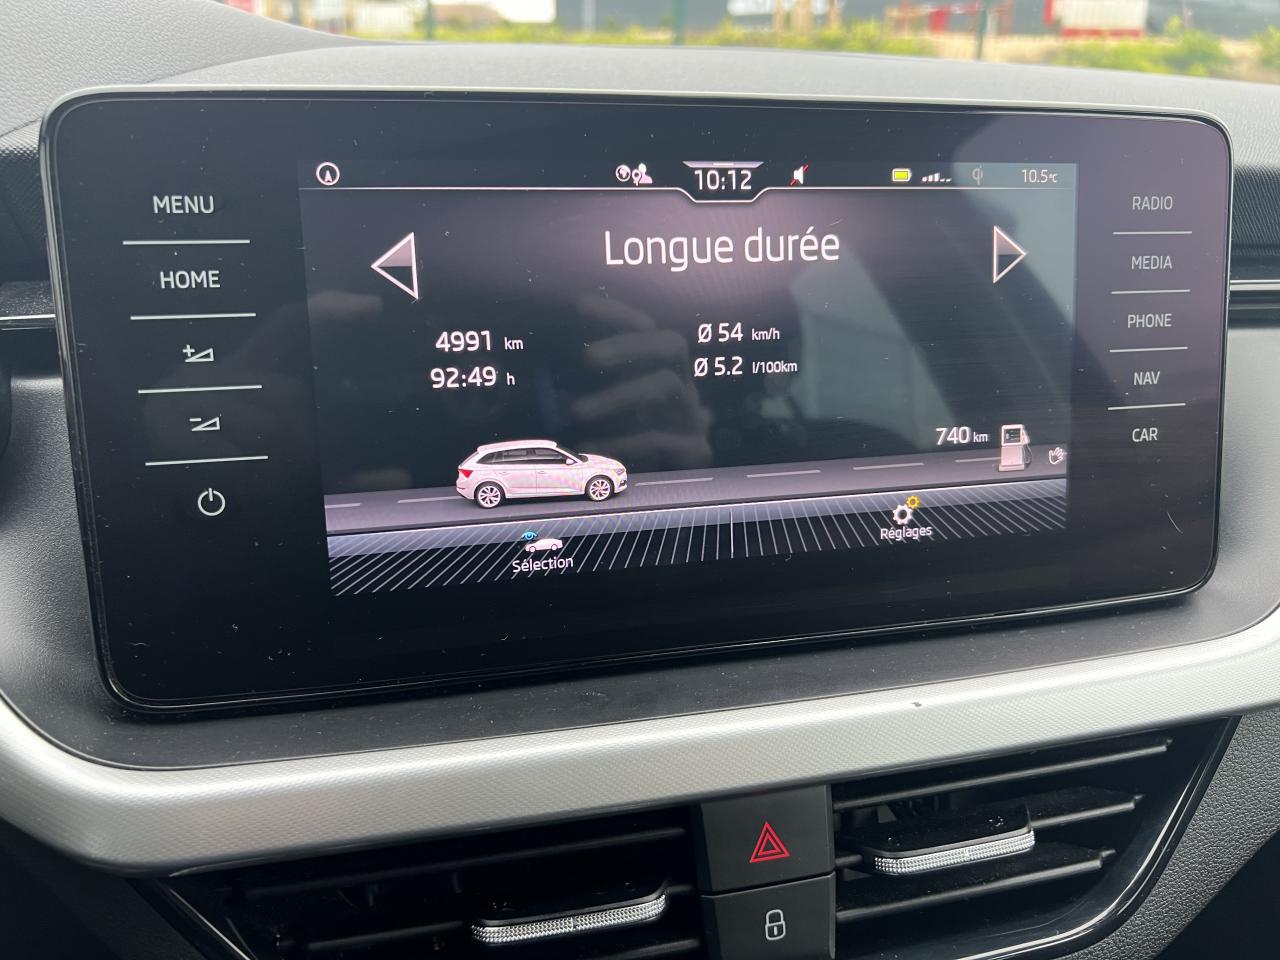 10:12
10.5°C
MENU
HOME
RADIO
MEDIA
PHONE
NAV
CAR
Longue durée
4991 km
92:49 h
Ø 54 km/h
Ø 5.2 l/100km
740 km
Sélection
Réglages